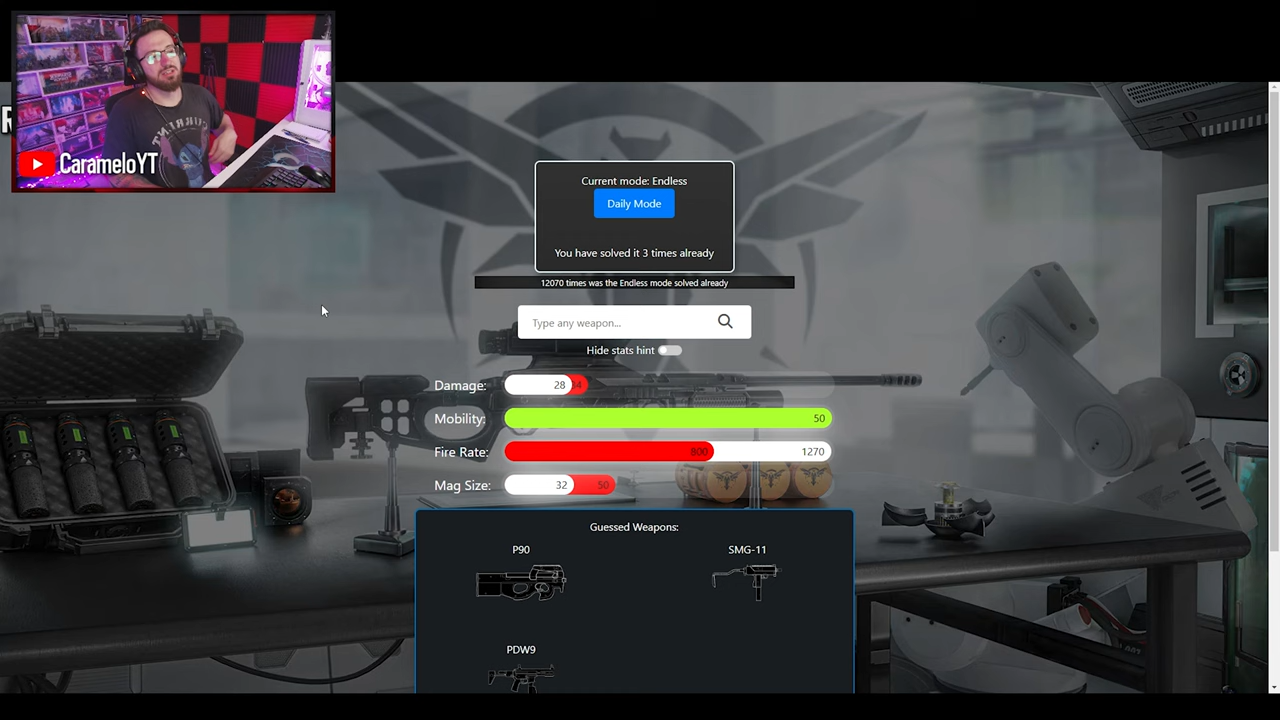 CarameloYT
Current mode: Endless
Daily Mode
You have solved it 3 times already
12070 times was the Endless mode solved already
Type any weapon...
Hide stats hint
Damage: 28
Mobility: 50
Fire Rate: 800 1270
Mag Size: 32 50
Guessed Weapons:
P90 SMG-11
PDW9